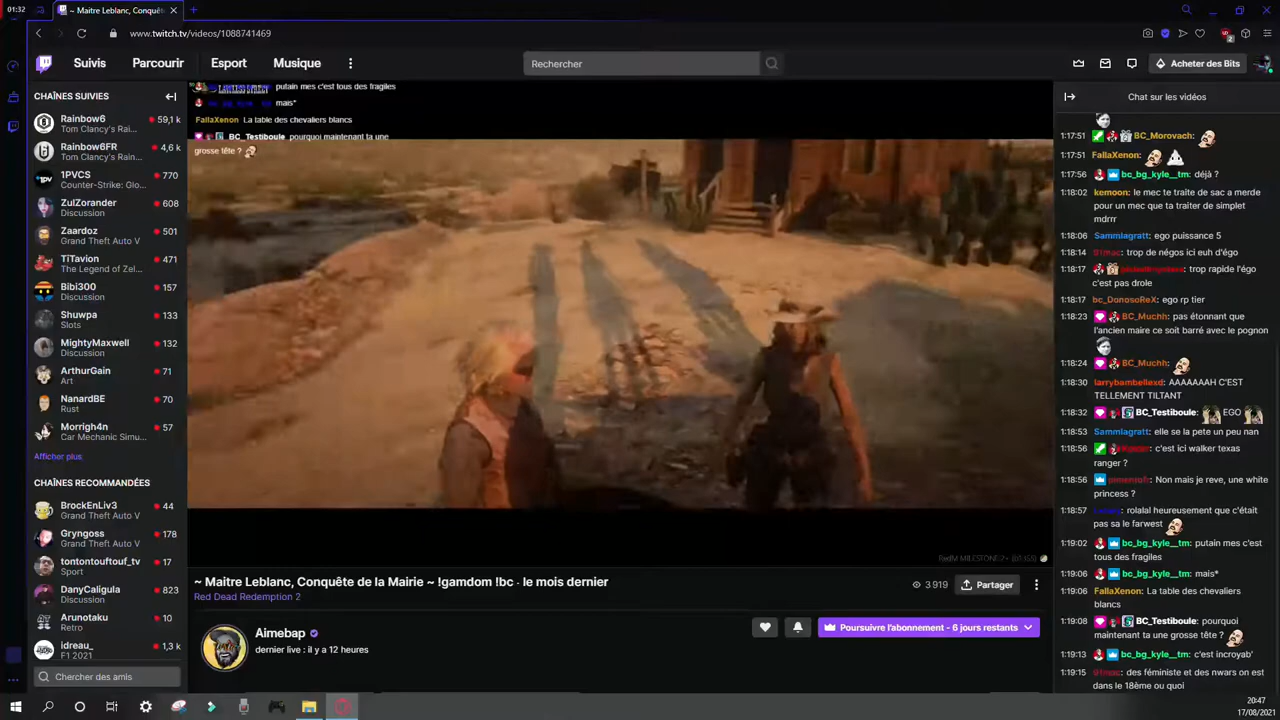 01:32
~ Maitre Leblanc, Conquête
www.twitch.tv/videos/1088741469
2
Suivis
Parcourir
Esport
Musique
Rechercher
Acheter des Bits
CHAÎNES SUIVIES
Rainbow6
59,1 k
Tom Clancy's Rai...
Rainbow6FR
4,6 k
Tom Clancy's Rai...
1PVCS
770
Counter-Strike: Glo...
ZulZorander
608
Discussion
Zaardoz
501
Grand Theft Auto V
TiTavion
471
The Legend of Zel...
Bibi300
157
Discussion
Shuwpa
133
Slots
MightyMaxwell
132
Discussion
ArthurGain
71
Art
NanardBE
70
Rust
Morrigh4n
57
Car Mechanic Simu...
Afficher plus
CHAÎNES RECOMMANDÉES
BrockEnLiv3
44
Grand Theft Auto V
Gryngoss
178
Grand Theft Auto V
tontontouftouf_tv
17
Sport
DanyCaligula
823
Discussion
Arunotaku
10
Retro
idreau_
1,3 k
F1 2021
Chercher des amis
putain mes c'est tous des fragiles
mais*
FallaXenon La table des chevaliers blancs
BC_Testiboule pourquoi maintenant ta une
grosse tête ?
RedM MILESTONE:2+
~ Maitre Leblanc, Conquête de la Mairie ~ !gamdom !bc · le mois dernier
Red Dead Redemption 2
3 919
Partager
Aimebap
dernier live : il y a 12 heures
Poursuivre l'abonnement - 6 jours restants
Chat sur les vidéos
1:17:51 BC_Morovach:
1:17:51 FallaXenon:
1:17:56 bc_bg_kyle__tm: déjà ?
1:18:02 kemoon: le mec te traite de sac a merde
pour un mec que ta traiter de simplet
mdrrr
1:18:06 Sammlagratt: ego puissance 5
1:18:12 : trop de négos ici euh d'égo
1:18:17 : trop rapide l'égo
c'est pas drole
1:18:17 bc_DonosoReX: ego rp tier
1:18:23 BC_Muchh: pas étonnant que
l'ancien maire ce soit barré avec le pognon
1:18:24 BC_Muchh:
1:18:30 larrybambellexd: AAAAAAAH C'EST
TELLEMENT TILTANT
1:18:32 BC_Testiboule: EGO
1:18:53 Sammlagratt: elle se la pete un peu nan
1:18:56 : c'est ici walker texas
ranger ?
1:18:56 : Non mais je reve, une white
princess ?
1:18:57 : rolalal heureusement que c'était
pas sa le farwest
1:19:02 bc_bg_kyle__tm: putain mes c'est
tous des fragiles
1:19:06 bc_bg_kyle__tm: mais*
1:19:06 FallaXenon: La table des chevaliers
blancs
1:19:08 BC_Testiboule: pourquoi
maintenant ta une grosse tête ?
1:19:13 bc_bg_kyle__tm: c'est incroyab'
1:19:15 : des féministe et des nwars on est
dans le 18ème ou quoi
20:47
17/08/2021